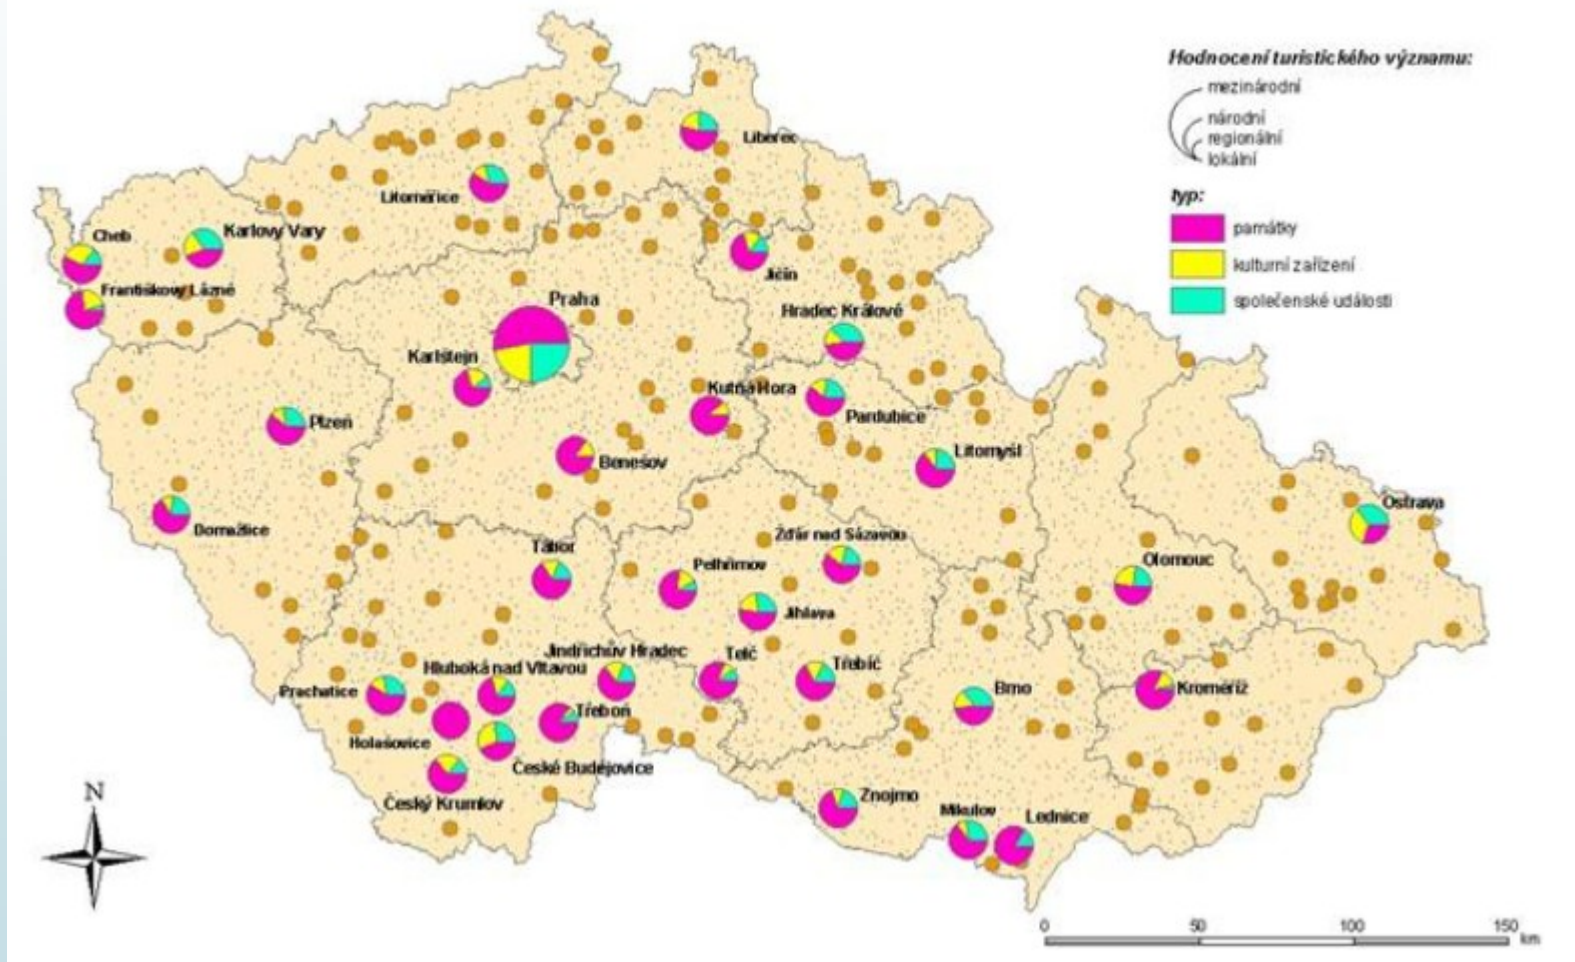 Hodnocení turistického významu:
mezinárodní
národní
regionální
lokální
typ:
památky
kulturní zařízení
společenské události
Liberec
Litoměřice
Cheb
Karlovy Vary
Františkovy Lázně
Jičín
Praha
Hradec Králové
Karlštejn
Kutná Hora
Pardubice
Plzeň
Benešov
Litomyšl
Ostrava
Domažlice
Tábor
Žďár nad Sázavou
Pelhřimov
Olomouc
Jihlava
Jindřichův Hradec
Telč
Třebíč
Hluboká nad Vltavou
Prachatice
Brno
Kroměříž
Třeboň
Holašovice
České Budějovice
Český Krumlov
Znojmo
Mikulov
Lednice
N
0 50 100 150
km